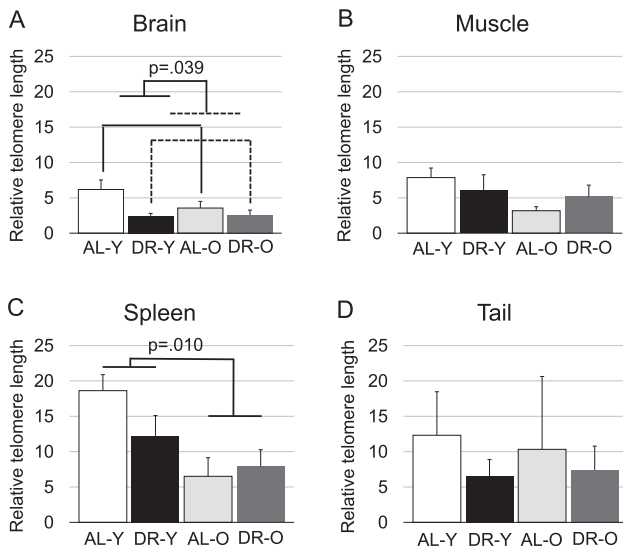 A
Brain
Relative telomere length
25
20
15
10
5
0
p=.039
AL-Y DR-Y AL-O DR-O
B
Muscle
Relative telomere length
25
20
15
10
5
0
AL-Y DR-Y AL-O DR-O
C
Spleen
Relative telomere length
25
20
15
10
5
0
p=.010
AL-Y DR-Y AL-O DR-O
D
Tail
Relative telomere length
25
20
15
10
5
0
AL-Y DR-Y AL-O DR-O